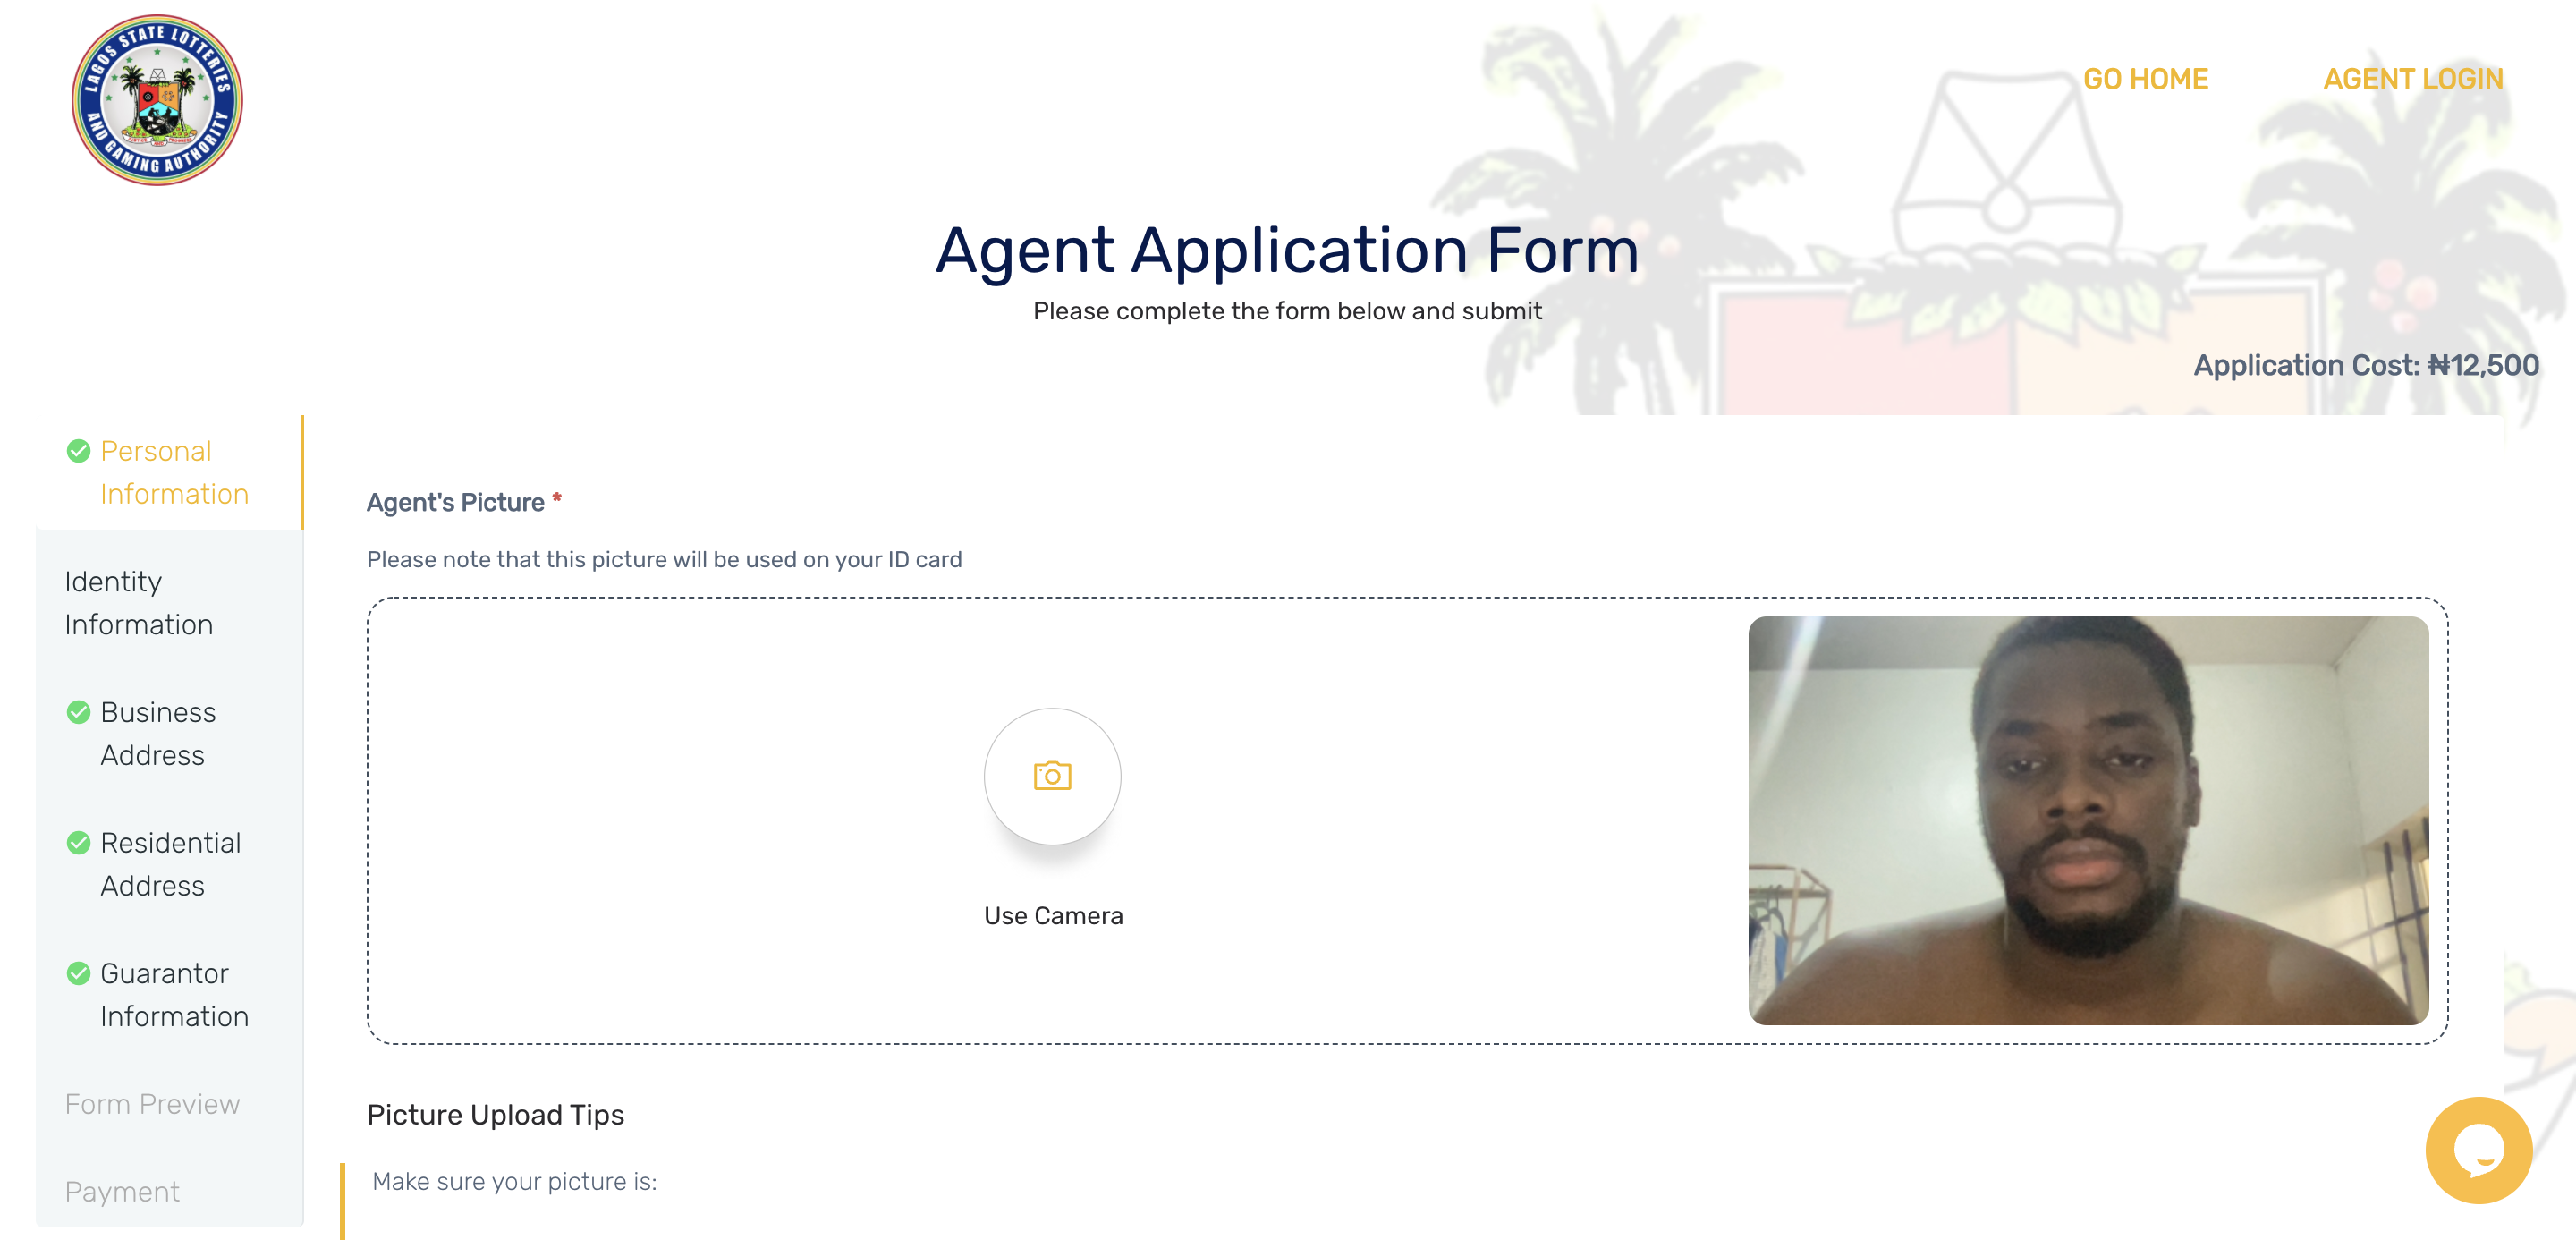 LAGOS STATE LOTTERIES
AND GAMING AUTHORITY
GO HOME
AGENT LOGIN
Agent Application Form
Please complete the form below and submit
Application Cost: ₦12,500
Personal
Information
Identity
Information
Business
Address
Residential
Address
Guarantor
Information
Form Preview
Payment
Agent's Picture *
Please note that this picture will be used on your ID card
Use Camera
Picture Upload Tips
Make sure your picture is: